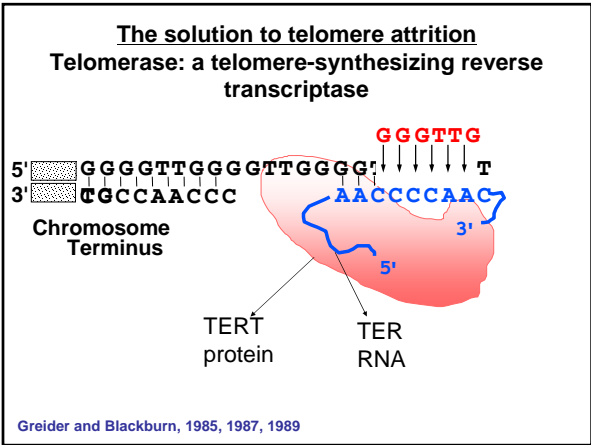 The solution to telomere attrition
Telomerase: a telomere-synthesizing reverse
transcriptase
GGGTTG
5' GGGGTTGGGGTTGGGG T
3' CCCAACCC AACCCCAAC
Chromosome
Terminus
3'
5'
TERT
protein
TER
RNA
Greider and Blackburn, 1985, 1987, 1989